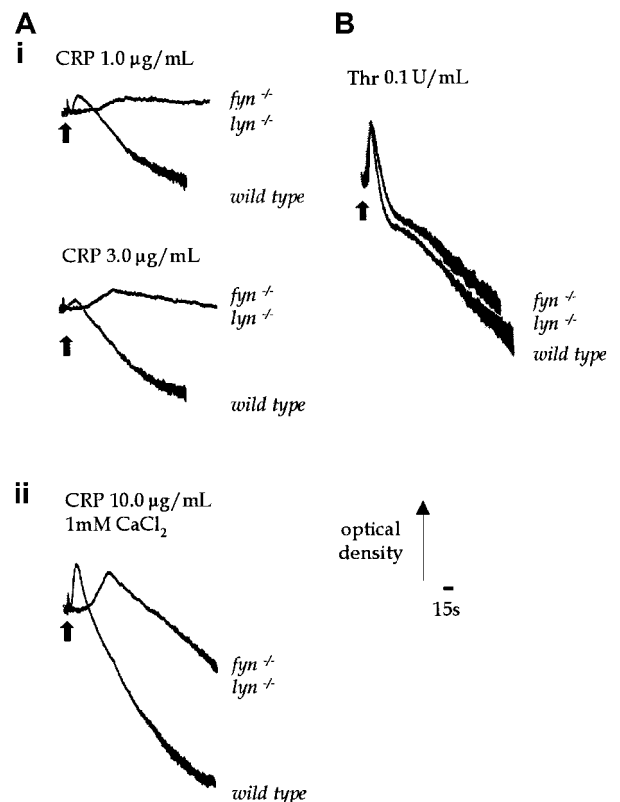 A
i
CRP 1.0 µg/mL
fyn -/-
lyn -/-
wild type
CRP 3.0 µg/mL
fyn -/-
lyn -/-
wild type
ii
CRP 10.0 µg/mL
1mM CaCl2
fyn -/-
lyn -/-
wild type
B
Thr 0.1 U/mL
fyn -/-
lyn -/-
wild type
optical
density
15s